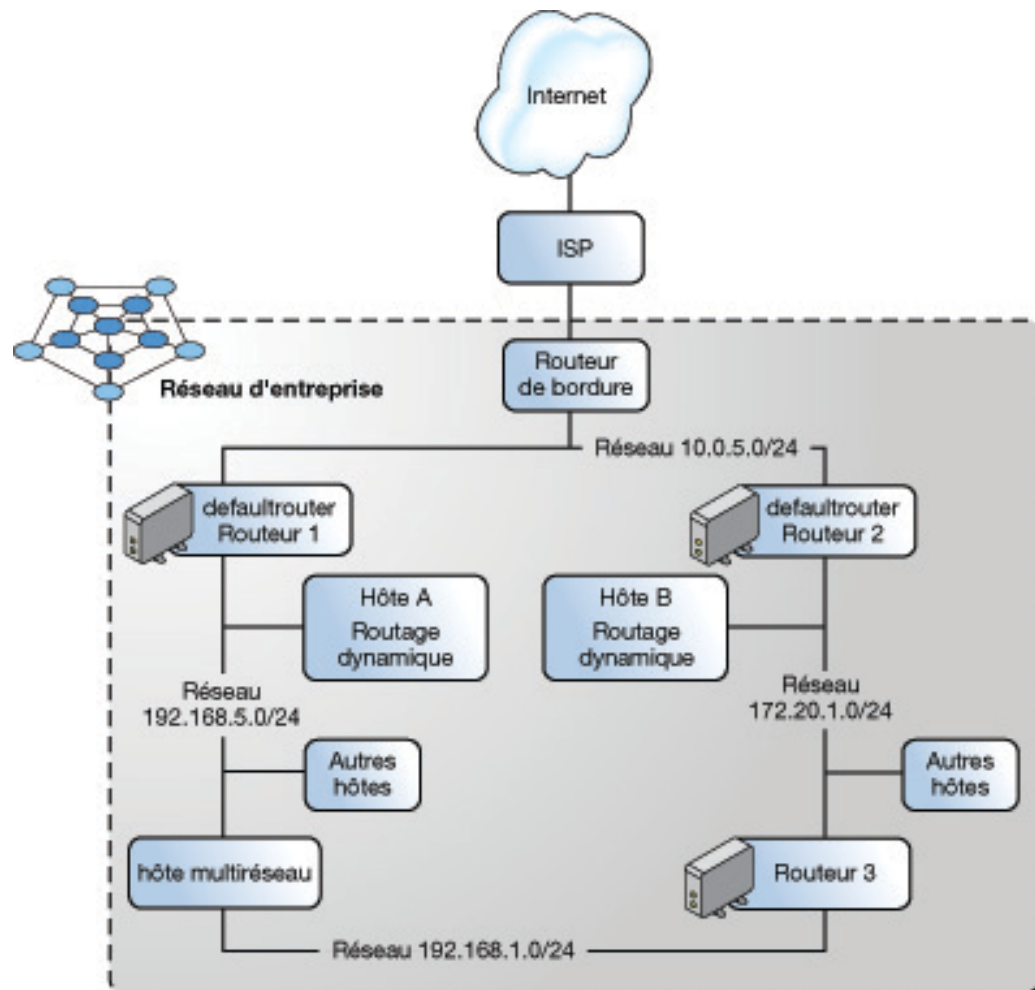 Internet
ISP
Routeur
de bordure
Réseau d'entreprise
Réseau 10.0.5.0/24
defaultrouter
Routeur 1
defaultrouter
Routeur 2
Hôte A
Routage
dynamique
Hôte B
Routage
dynamique
Réseau
192.168.5.0/24
Réseau
172.20.1.0/24
Autres
hôtes
Autres
hôtes
hôte multiréseau
Routeur 3
Réseau 192.168.1.0/24